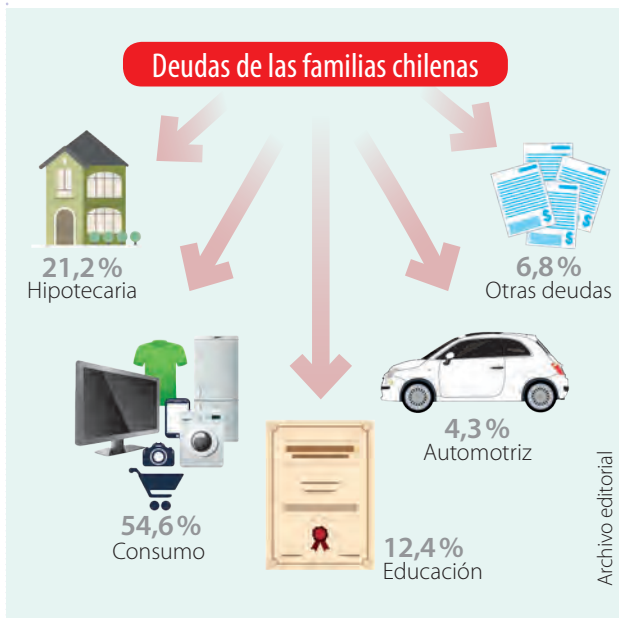 Deudas de las familias chilenas
21,2 %
Hipotecaria
6,8 %
Otras deudas
$
$
$
54,6 %
Consumo
4,3 %
Automotriz
12,4 %
Educación
Archivo editorial